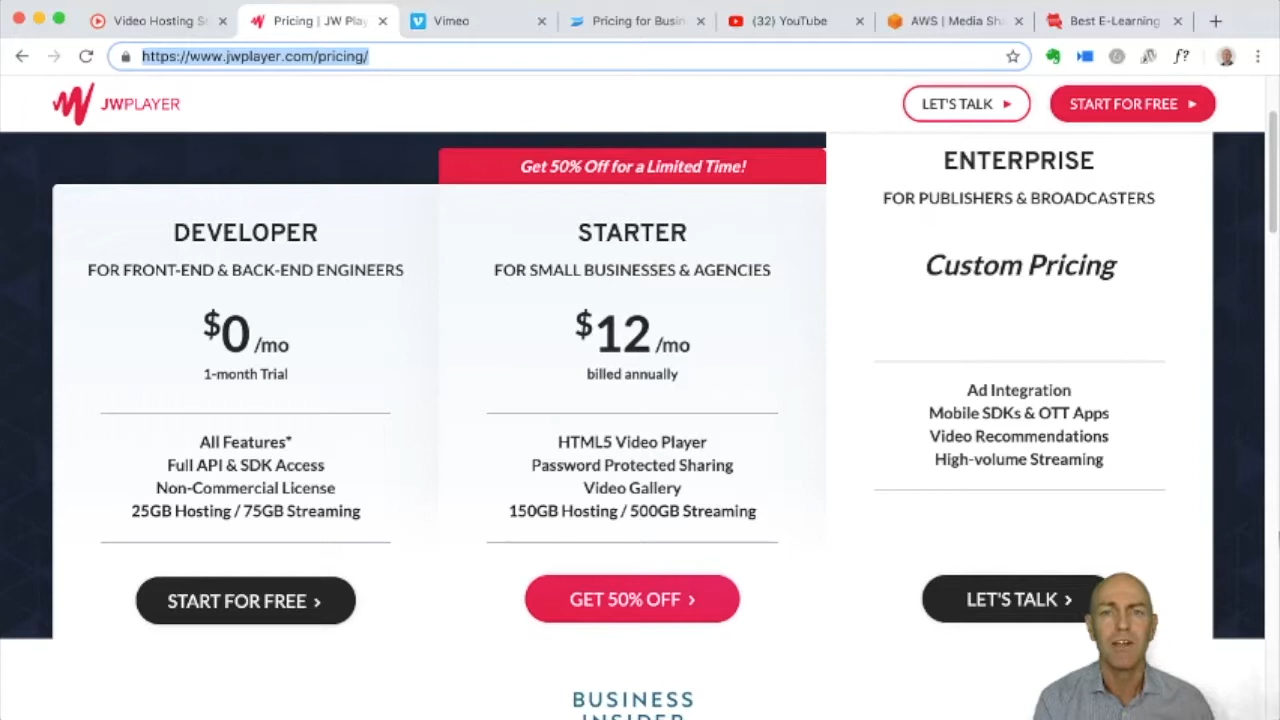 Video Hosting S
Pricing | JW Play
Vimeo
Pricing for Busin
(32) YouTube
AWS | Media Sha
Best E-Learning
https://www.jwplayer.com/pricing/
f?
JWPLAYER
LET'S TALK
START FOR FREE
Get 50% Off for a Limited Time!
DEVELOPER
FOR FRONT-END & BACK-END ENGINEERS
$0 /mo
1-month Trial
All Features*
Full API & SDK Access
Non-Commercial License
25GB Hosting / 75GB Streaming
START FOR FREE ›
STARTER
FOR SMALL BUSINESSES & AGENCIES
$12 /mo
billed annually
HTML5 Video Player
Password Protected Sharing
Video Gallery
150GB Hosting / 500GB Streaming
GET 50% OFF ›
ENTERPRISE
FOR PUBLISHERS & BROADCASTERS
Custom Pricing
Ad Integration
Mobile SDKs & OTT Apps
Video Recommendations
High-volume Streaming
LET'S TALK ›
BUSINESS
INSIDER